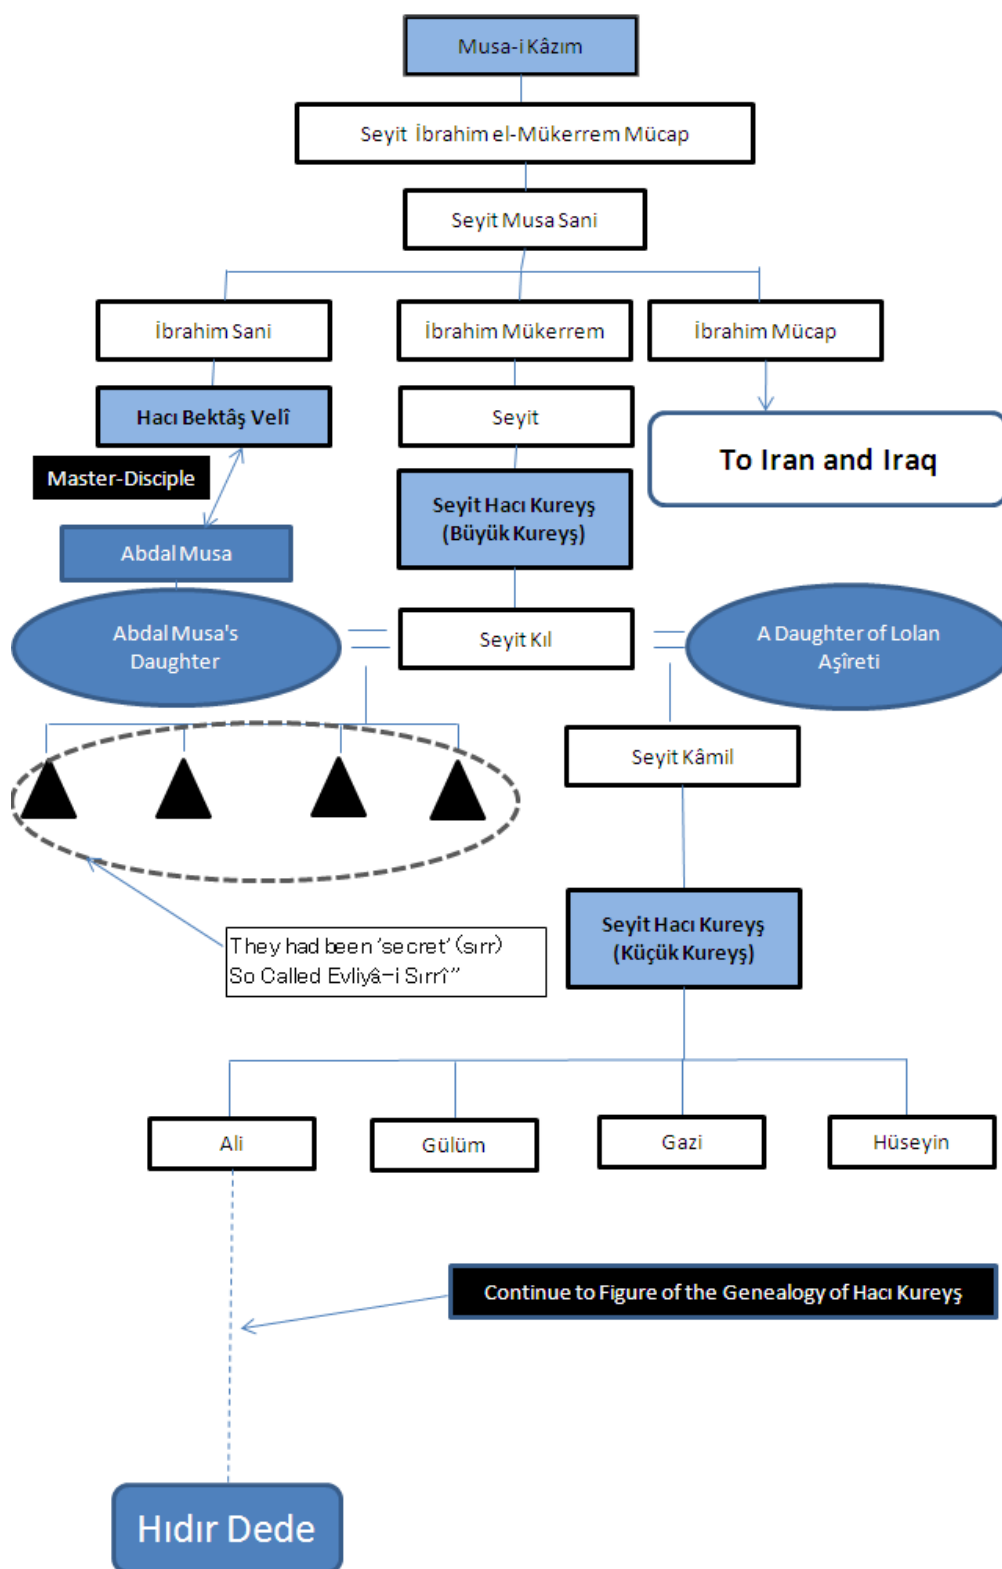 Musa-i Kâzım
Seyit İbrahim el-Mükerrem Mücap
Seyit Musa Sani
İbrahim Sani
İbrahim Mükerrem
İbrahim Mücap
Hacı Bektâş Velî
Seyit
To Iran and Iraq
Master-Disciple
Seyit Hacı Kureyş
(Büyük Kureyş)
Abdal Musa
Abdal Musa's
Daughter
Seyit Kıl
A Daughter of Lolan
Aşîreti
Seyit Kâmil
They had been 'secret' (sırr)
So Called Evliyâ-i Sırrî"
Seyit Hacı Kureyş
(Küçük Kureyş)
Ali
Gülüm
Gazi
Hüseyin
Continue to Figure of the Genealogy of Hacı Kureyş
Hıdır Dede